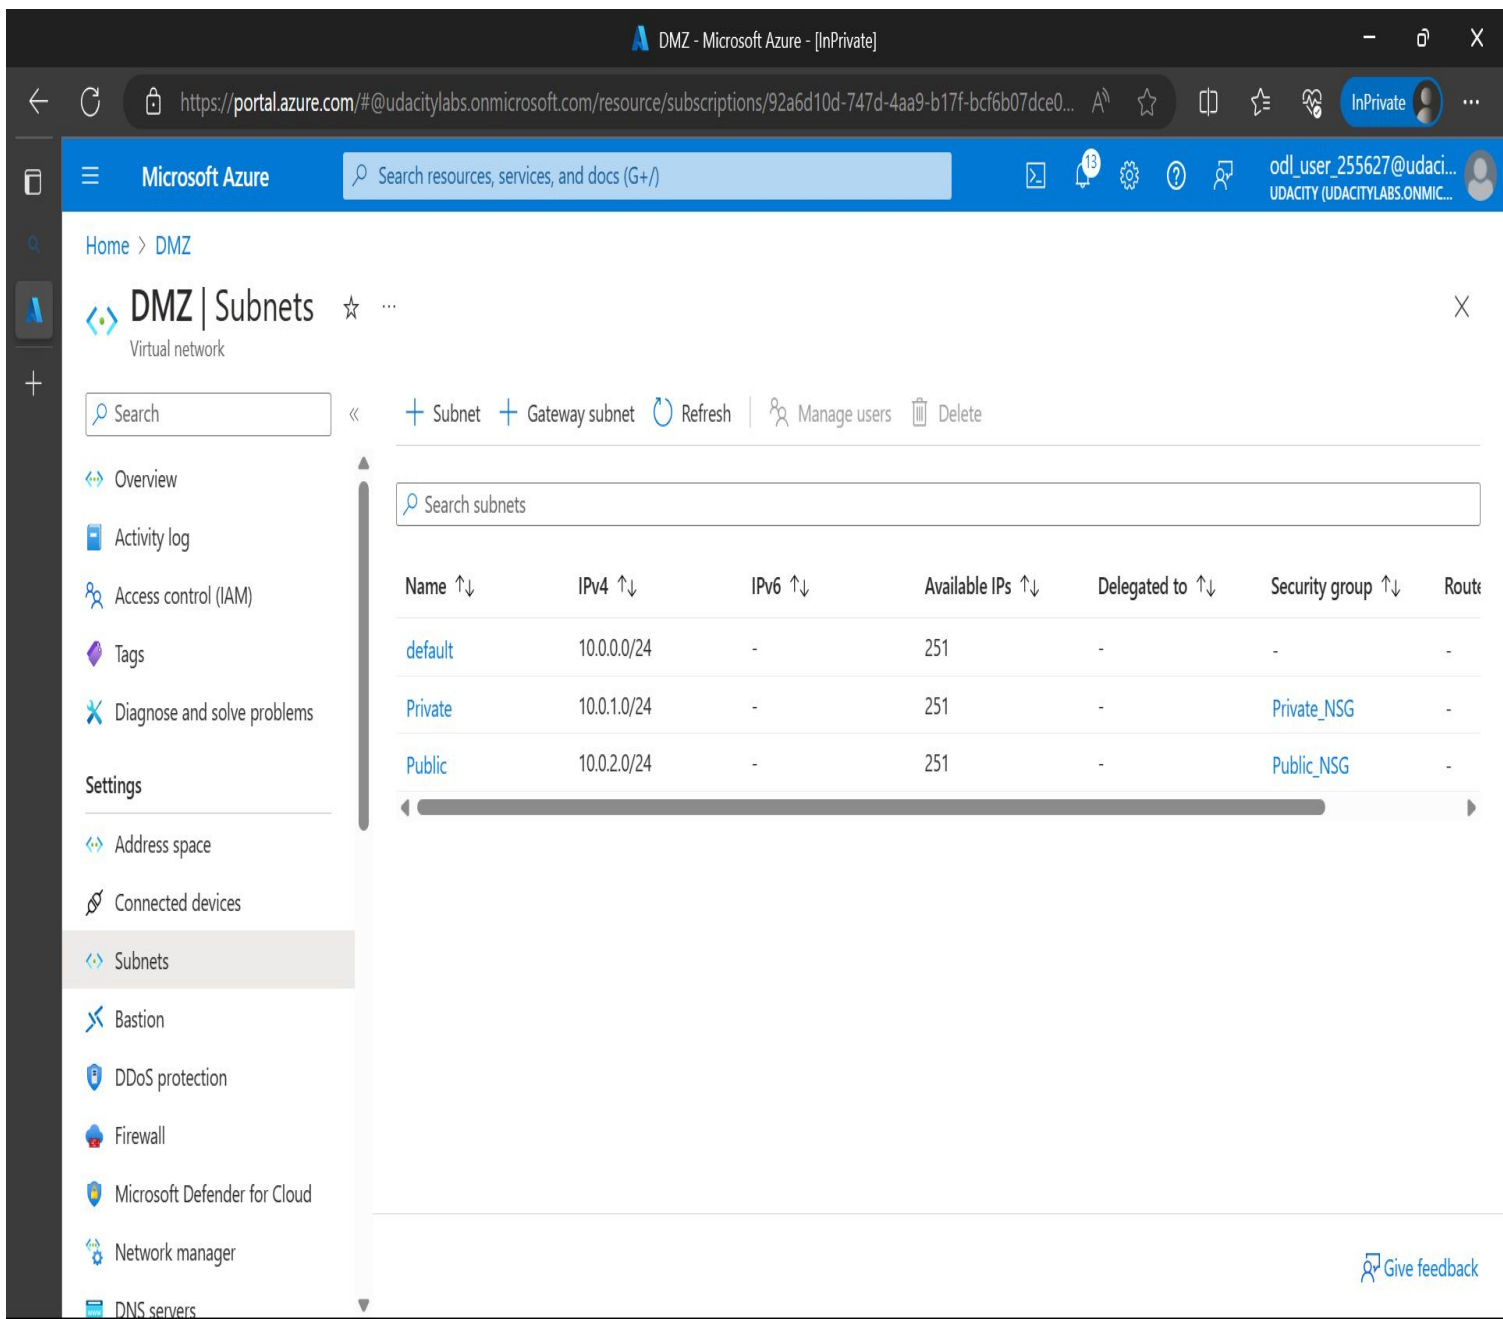 DMZ - Microsoft Azure - [InPrivate]
https://portal.azure.com/#@udacitylabs.onmicrosoft.com/resource/subscriptions/92a6d10d-747d-4aa9-b17f-bcf6b07dce0...
InPrivate
Microsoft Azure
Search resources, services, and docs (G+/)
13
odl_user_255627@udaci...
UDACITY (UDACITYLABS.ONMIC...
Home > DMZ
DMZ | Subnets
Virtual network
Search
+ Subnet + Gateway subnet Refresh Manage users Delete
Overview
Activity log
Access control (IAM)
Tags
Diagnose and solve problems
Settings
Address space
Connected devices
Subnets
Bastion
DDoS protection
Firewall
Microsoft Defender for Cloud
Network manager
DNS servers
Search subnets
Name IPv4 IPv6 Available IPs Delegated to Security group Route
default 10.0.0.0/24 - 251 - - -
Private 10.0.1.0/24 - 251 - Private_NSG -
Public 10.0.2.0/24 - 251 - Public_NSG -
Give feedback